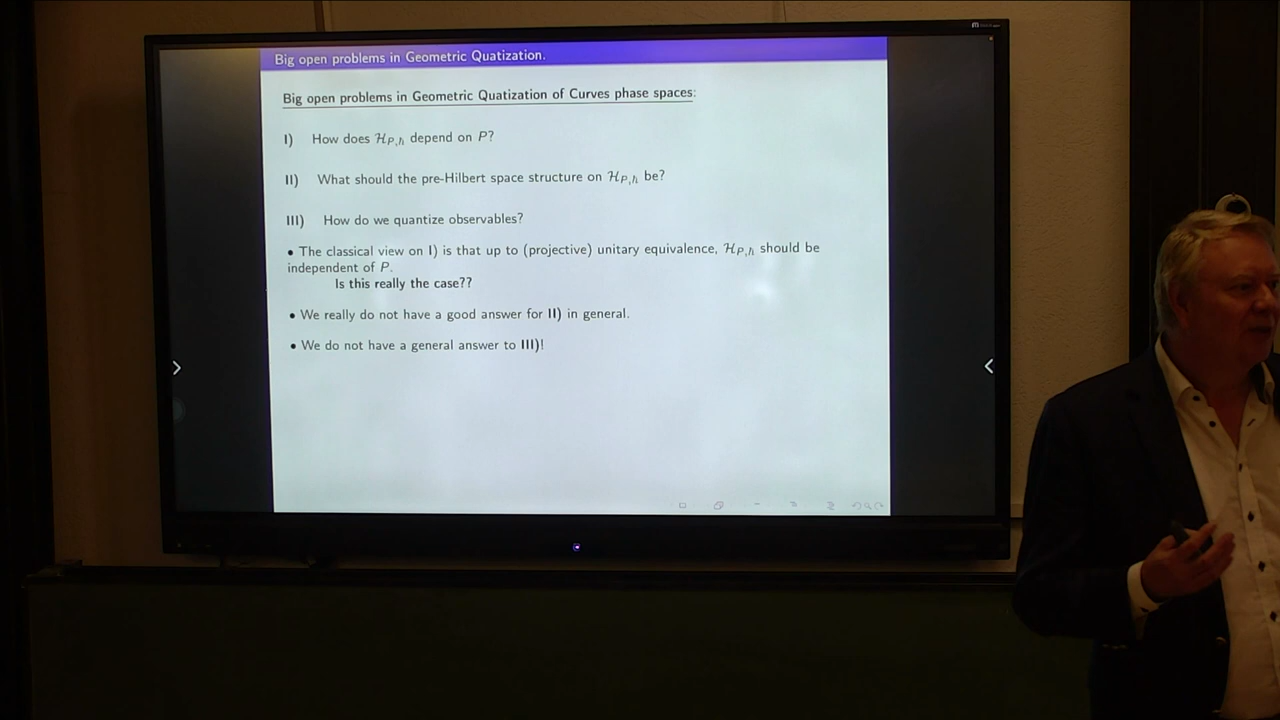 Big open problems in Geometric Quatization.
Big open problems in Geometric Quatization of Curves phase spaces:
I) How does ℋ_{P,ℏ} depend on P?
II) What should the pre-Hilbert space structure on ℋ_{P,ℏ} be?
III) How do we quantize observables?
• The classical view on I) is that up to (projective) unitary equivalence, ℋ_{P,ℏ} should be
independent of P.
Is this really the case??
• We really do not have a good answer for II) in general.
• We do not have a general answer to III)!